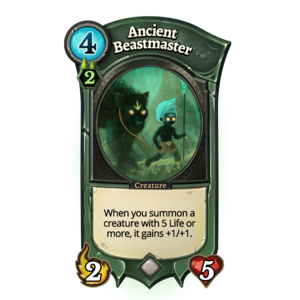 4
Ancient
Beastmaster
2
Creature
When you summon a
creature with 5 Life or
more, it gains +1/+1.
2
5